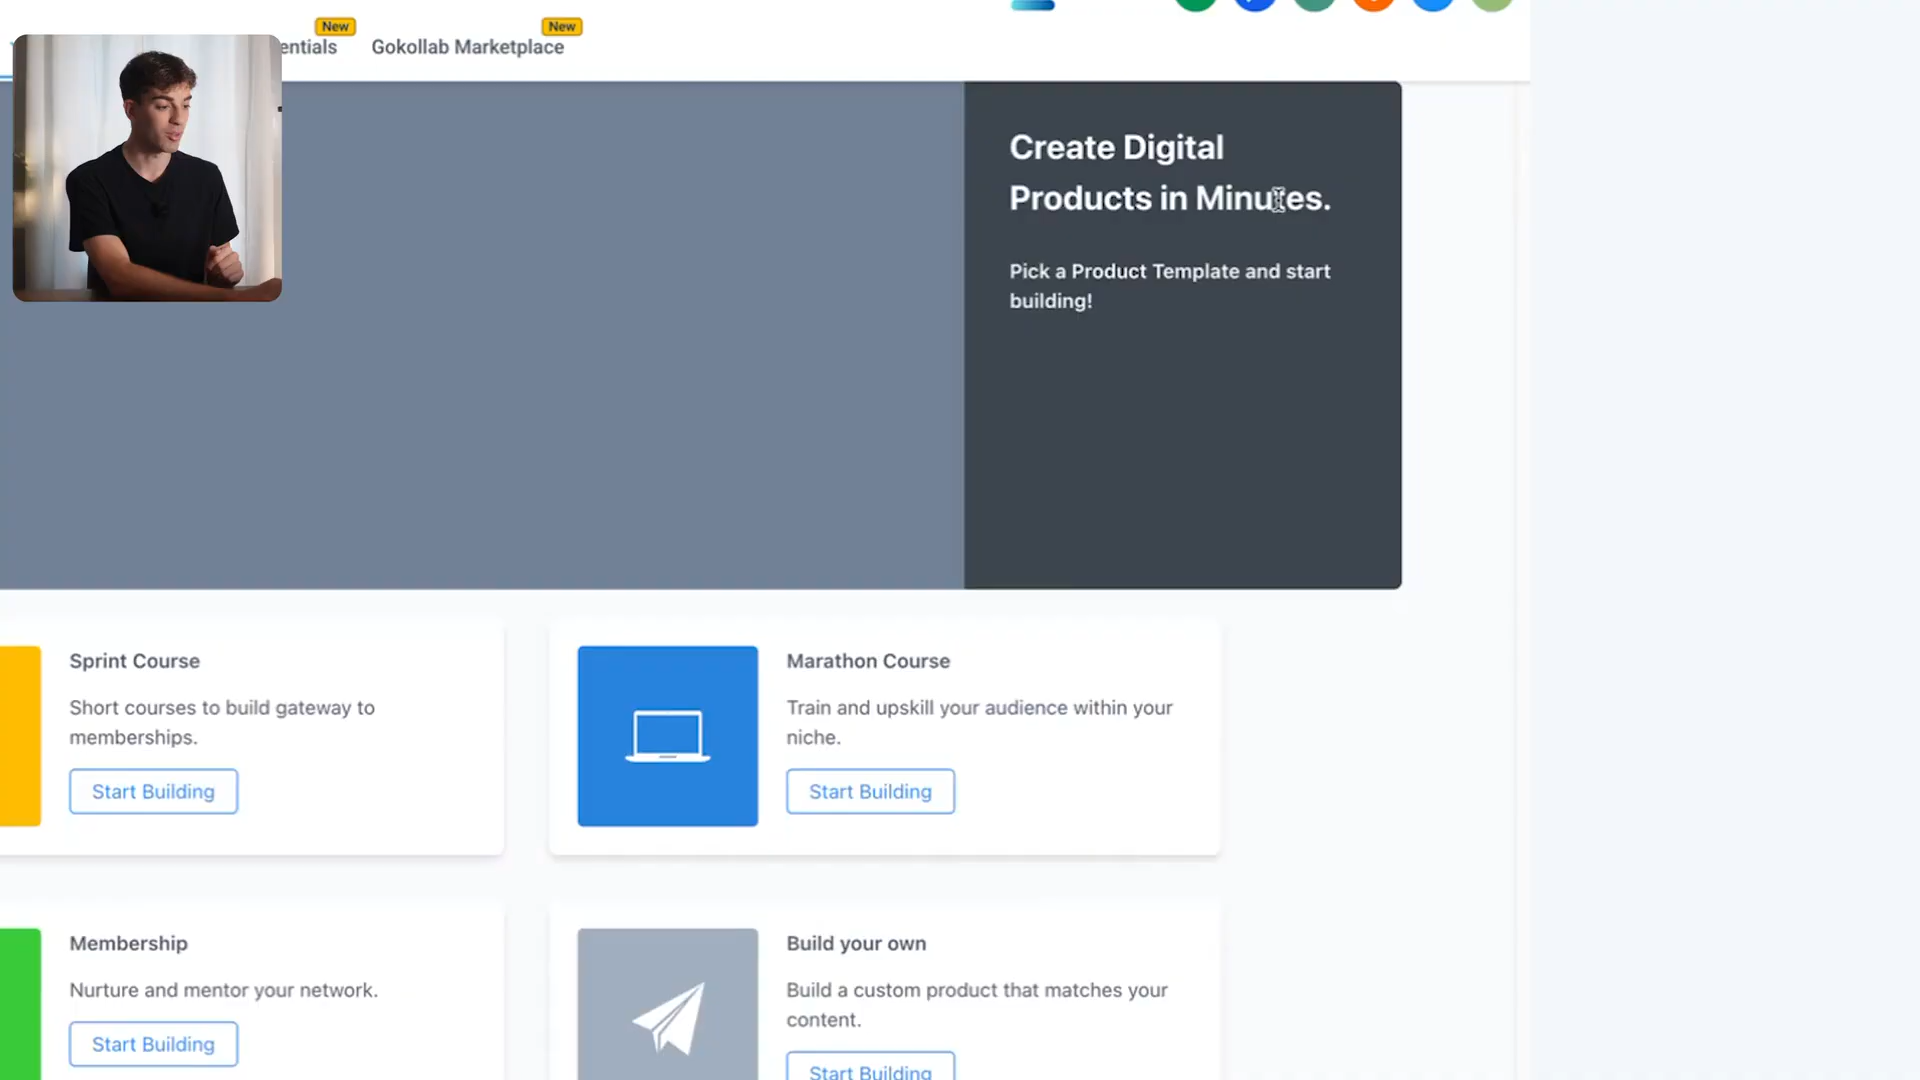 New
New
entials
Gokollab Marketplace
Create Digital
Products in Minutes.
Pick a Product Template and start
building!
Sprint Course
Short courses to build gateway to
memberships.
Start Building
Marathon Course
Train and upskill your audience within your
niche.
Start Building
Membership
Nurture and mentor your network.
Start Building
Build your own
Build a custom product that matches your
content.
Start Building